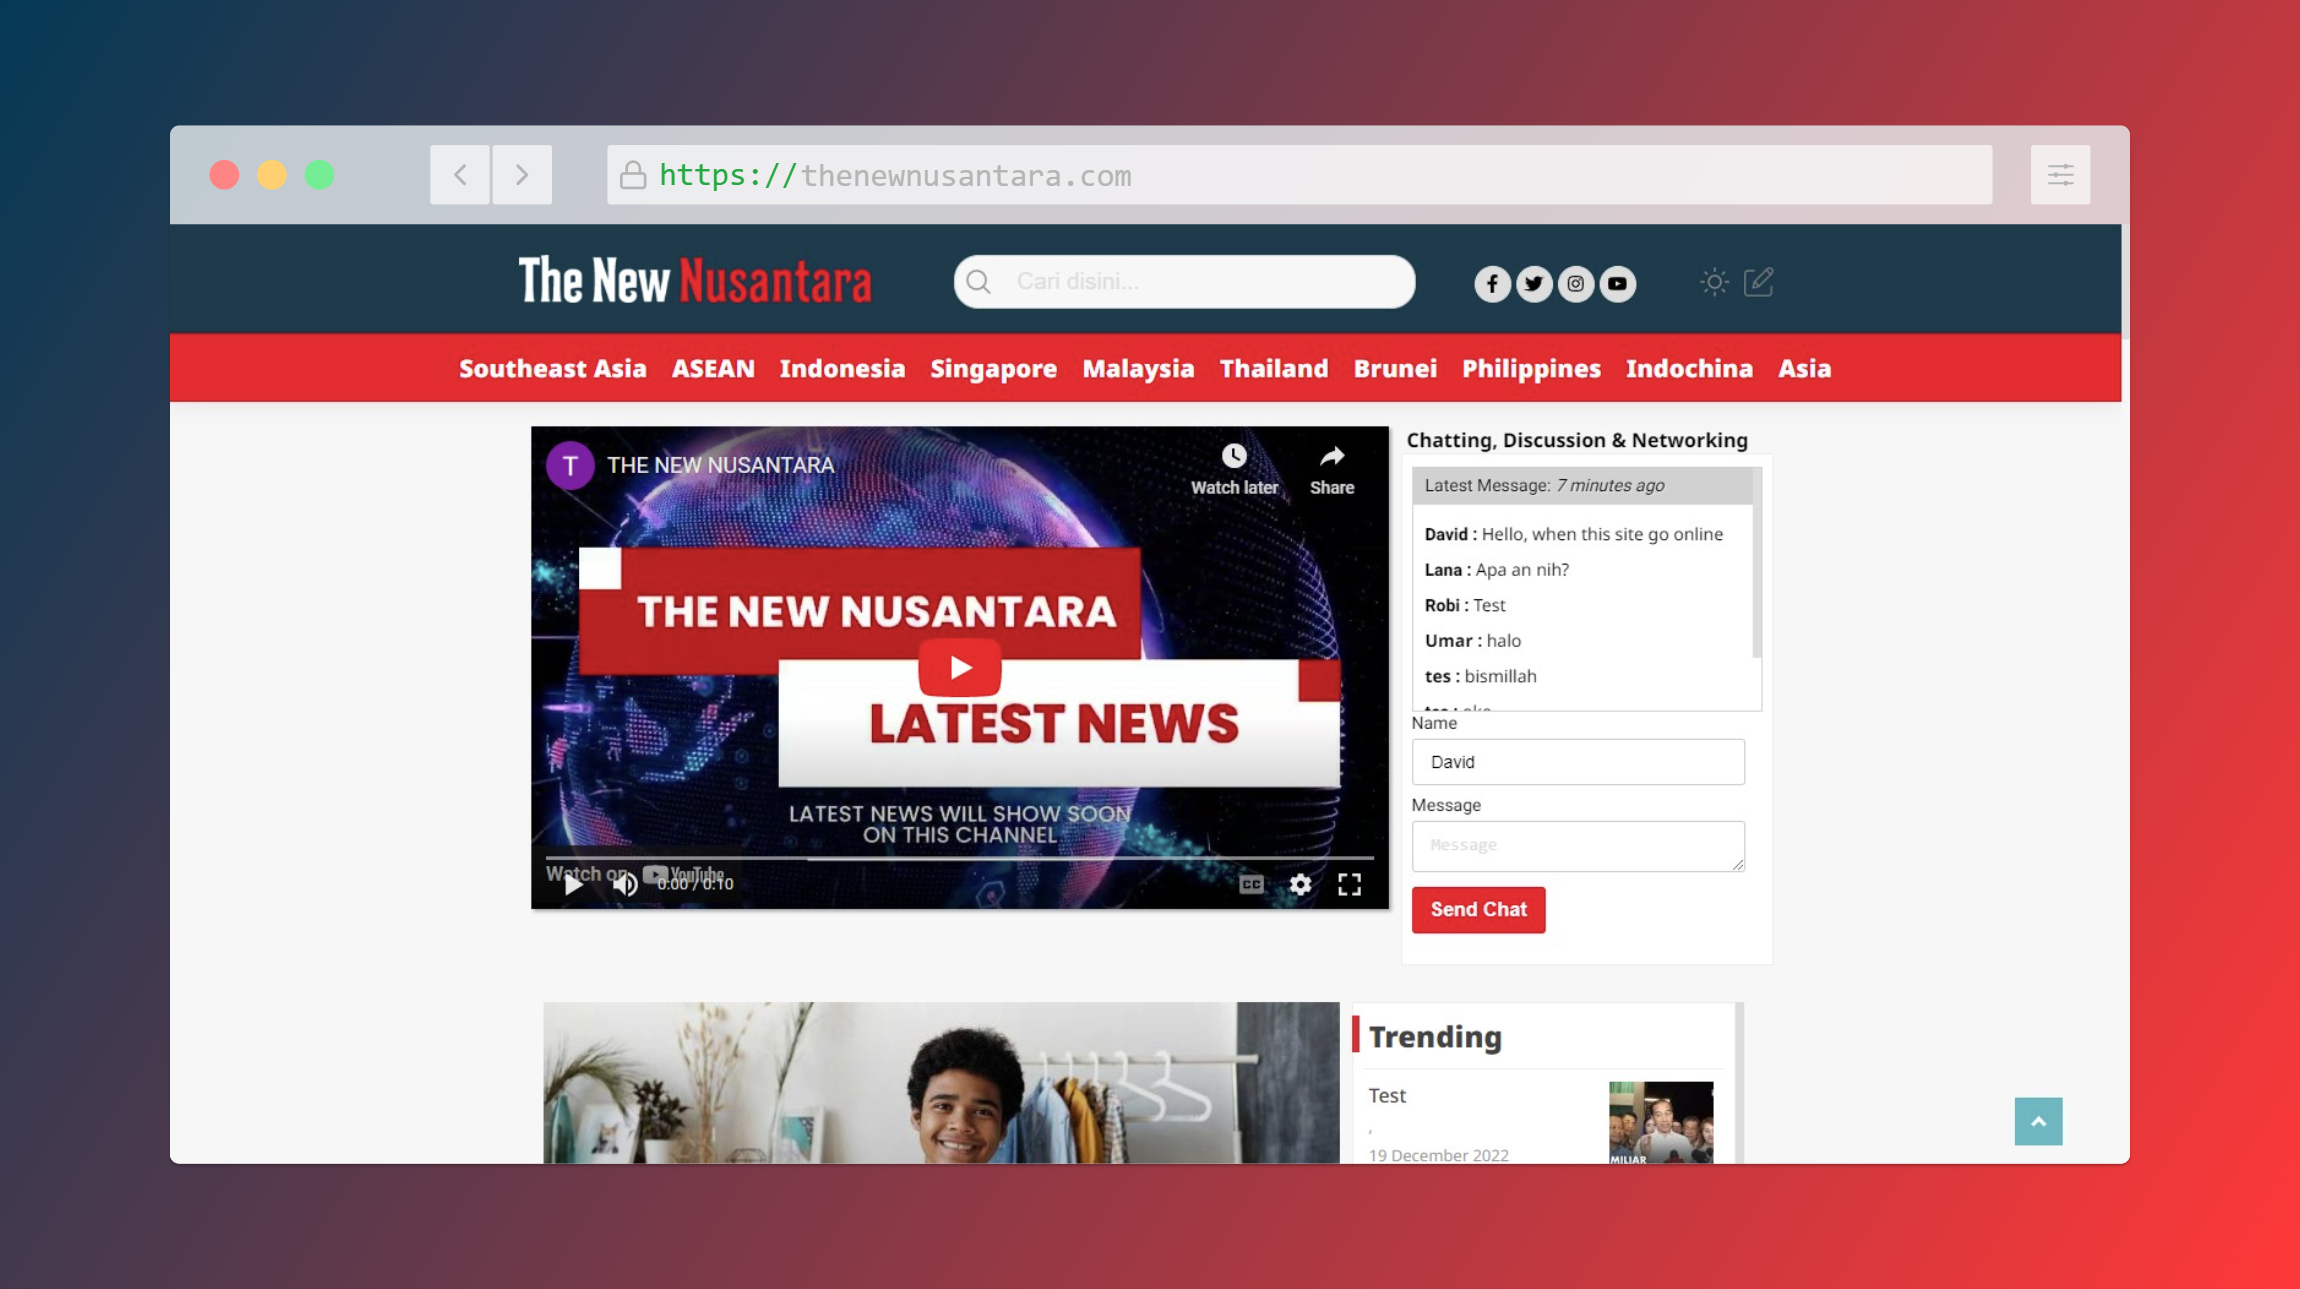 https://thenewnusantara.com
The New Nusantara
Cari disini...
Southeast Asia ASEAN Indonesia Singapore Malaysia Thailand Brunei Philippines Indochina Asia
T THE NEW NUSANTARA
Watch later Share
THE NEW NUSANTARA
LATEST NEWS
LATEST NEWS WILL SHOW SOON
ON THIS CHANNEL
Watch on YouTube
0:00 / 0:10
CC
Chatting, Discussion & Networking
Latest Message: 7 minutes ago
David : Hello, when this site go online
Lana : Apa an nih?
Robi : Test
Umar : halo
tes : bismillah
Name
David
Message
Message
Send Chat
Trending
Test
,
19 December 2022
MILIAR